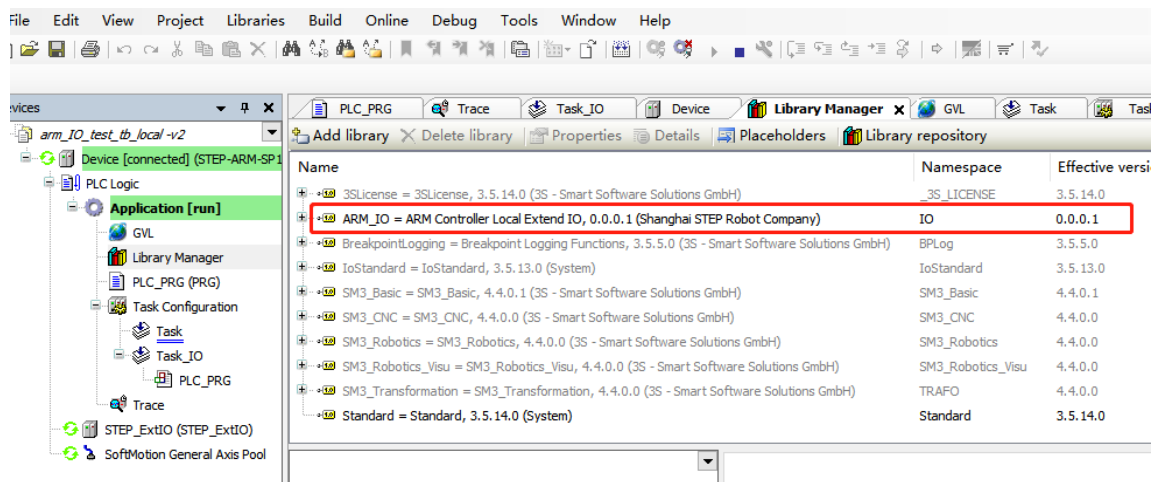 File Edit View Project Libraries Build Online Debug Tools Window Help
PLC_PRG Trace Task_IO Device Library Manager GVL Task
Add library Delete library Properties Details Placeholders Library repository
arm_IO_test_tb_local -v2
Device [connected] (STEP-ARM-SP1
PLC Logic
Application [run]
GVL
Library Manager
PLC_PRG (PRG)
Task Configuration
Task
Task_IO
PLC_PRG
Trace
STEP_ExtIO (STEP_ExtIO)
SoftMotion General Axis Pool
Name Namespace Effective versi
3SLicense = 3SLicense, 3.5.14.0 (3S - Smart Software Solutions GmbH) _3S_LICENSE 3.5.14.0
ARM_IO = ARM Controller Local Extend IO, 0.0.0.1 (Shanghai STEP Robot Company) IO 0.0.0.1
BreakpointLogging = Breakpoint Logging Functions, 3.5.5.0 (3S - Smart Software Solutions GmbH) BPLog 3.5.5.0
IoStandard = IoStandard, 3.5.13.0 (System) IoStandard 3.5.13.0
SM3_Basic = SM3_Basic, 4.4.0.1 (3S - Smart Software Solutions GmbH) SM3_Basic 4.4.0.1
SM3_CNC = SM3_CNC, 4.4.0.0 (3S - Smart Software Solutions GmbH) SM3_CNC 4.4.0.0
SM3_Robotics = SM3_Robotics, 4.4.0.0 (3S - Smart Software Solutions GmbH) SM3_Robotics 4.4.0.0
SM3_Robotics_Visu = SM3_Robotics_Visu, 4.4.0.0 (3S - Smart Software Solutions GmbH) SM3_Robotics_Visu 4.4.0.0
SM3_Transformation = SM3_Transformation, 4.4.0.0 (3S - Smart Software Solutions GmbH) TRAFO 4.4.0.0
Standard = Standard, 3.5.14.0 (System) Standard 3.5.14.0